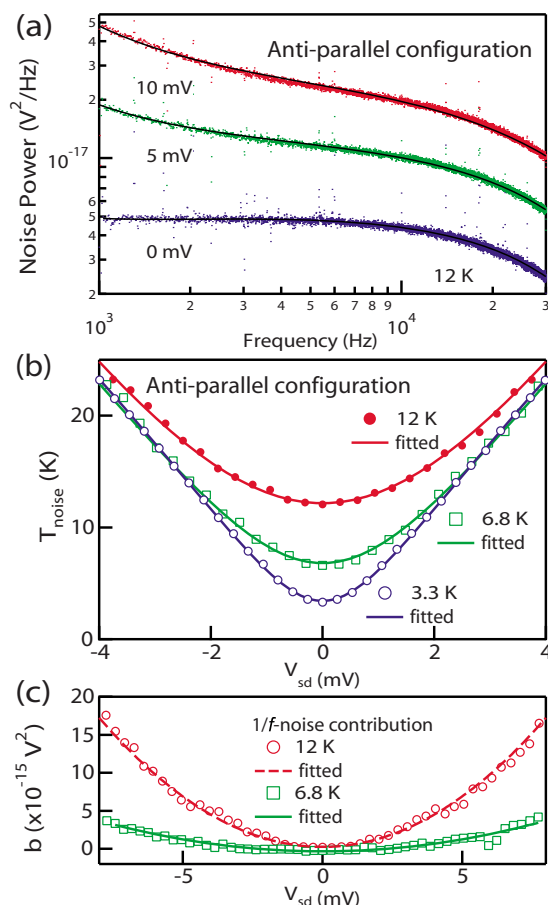 (a)
Anti-parallel configuration
10 mV
5 mV
0 mV
12 K
Noise Power (V²/Hz)
5
4
3
2
10⁻¹⁷
5
4
3
2
10³ 2 3 4 5 6 7 8 9 10⁴ 2 3
Frequency (Hz)
(b)
Anti-parallel configuration
12 K
fitted
6.8 K
fitted
3.3 K
fitted
T_noise (K)
20
10
0
-4 -2 0 2 4
V_sd (mV)
(c)
1/f-noise contribution
12 K
fitted
6.8 K
fitted
b (x10⁻¹⁵ V²)
20
15
10
5
0
-5 0 5
V_sd (mV)